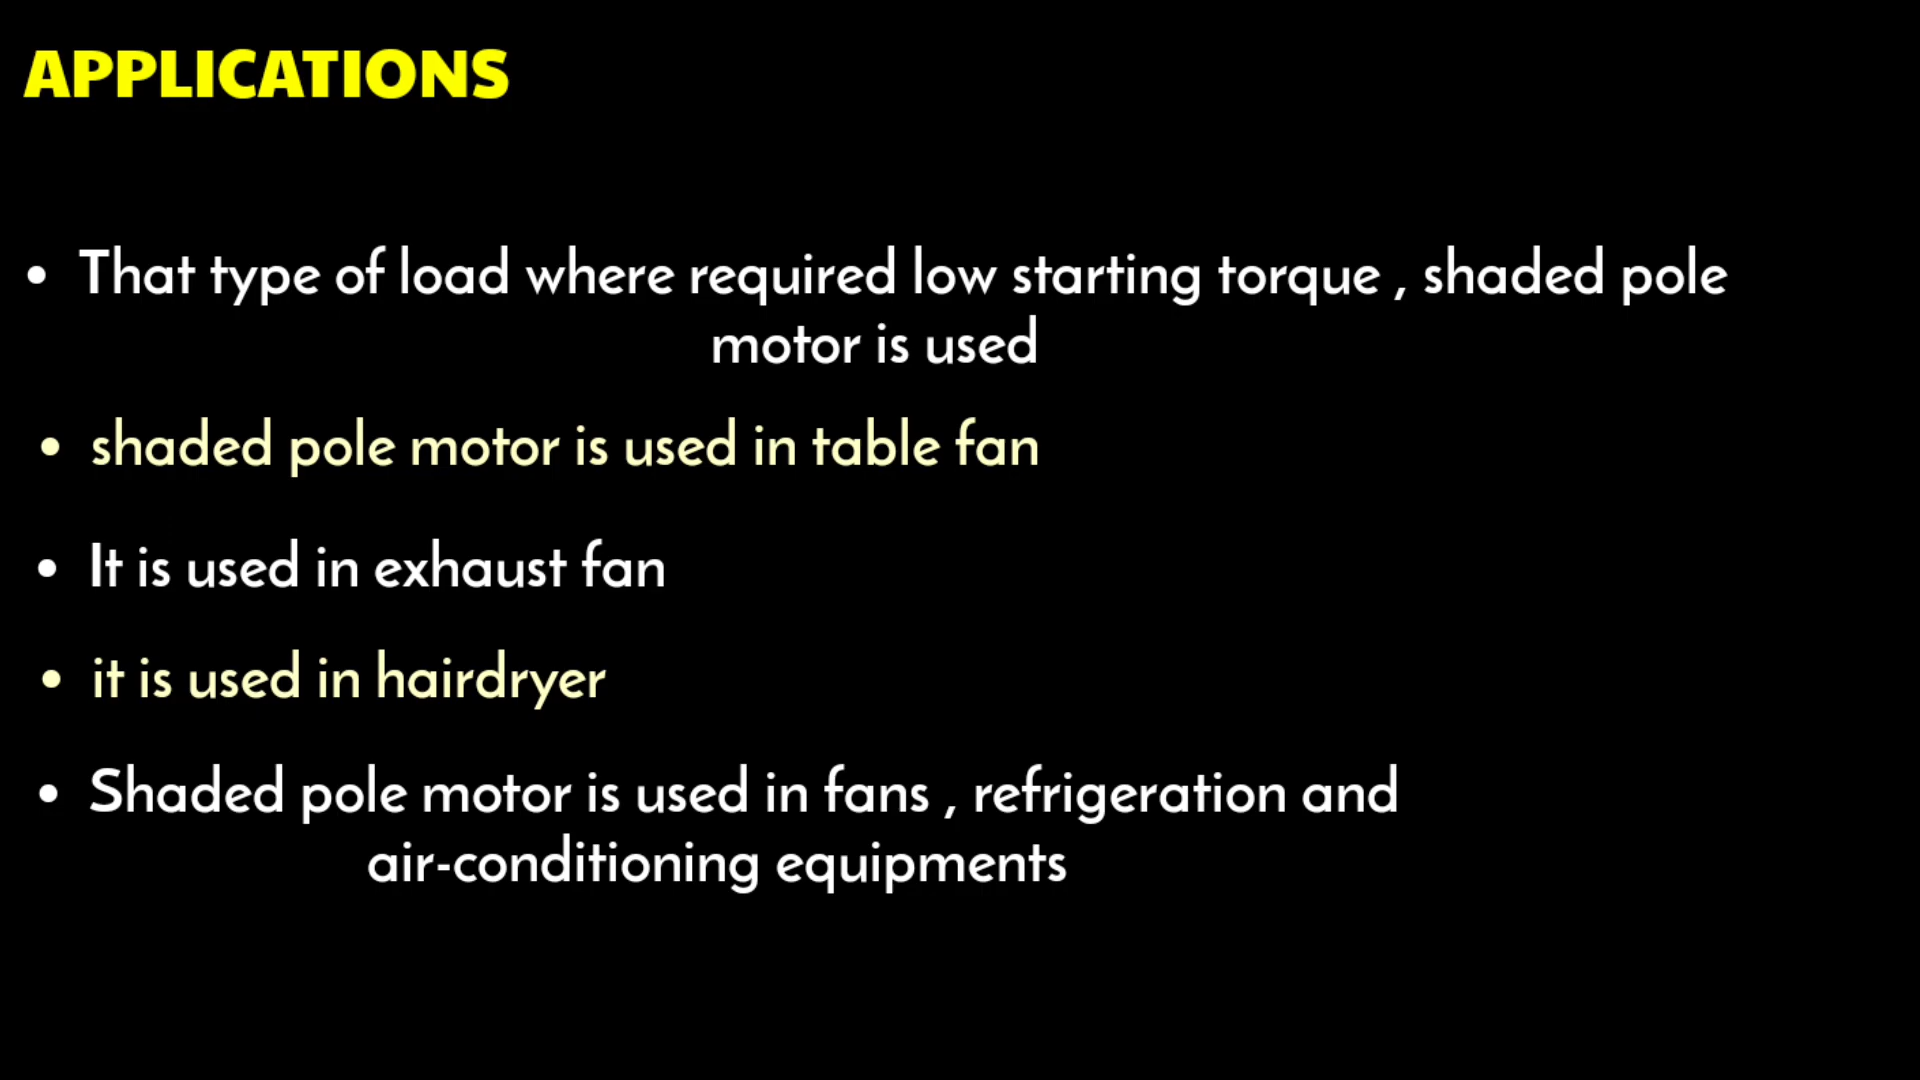 APPLICATIONS
• That type of load where required low starting torque , shaded pole
motor is used
• shaded pole motor is used in table fan
• It is used in exhaust fan
• it is used in hairdryer
• Shaded pole motor is used in fans , refrigeration and
air-conditioning equipments